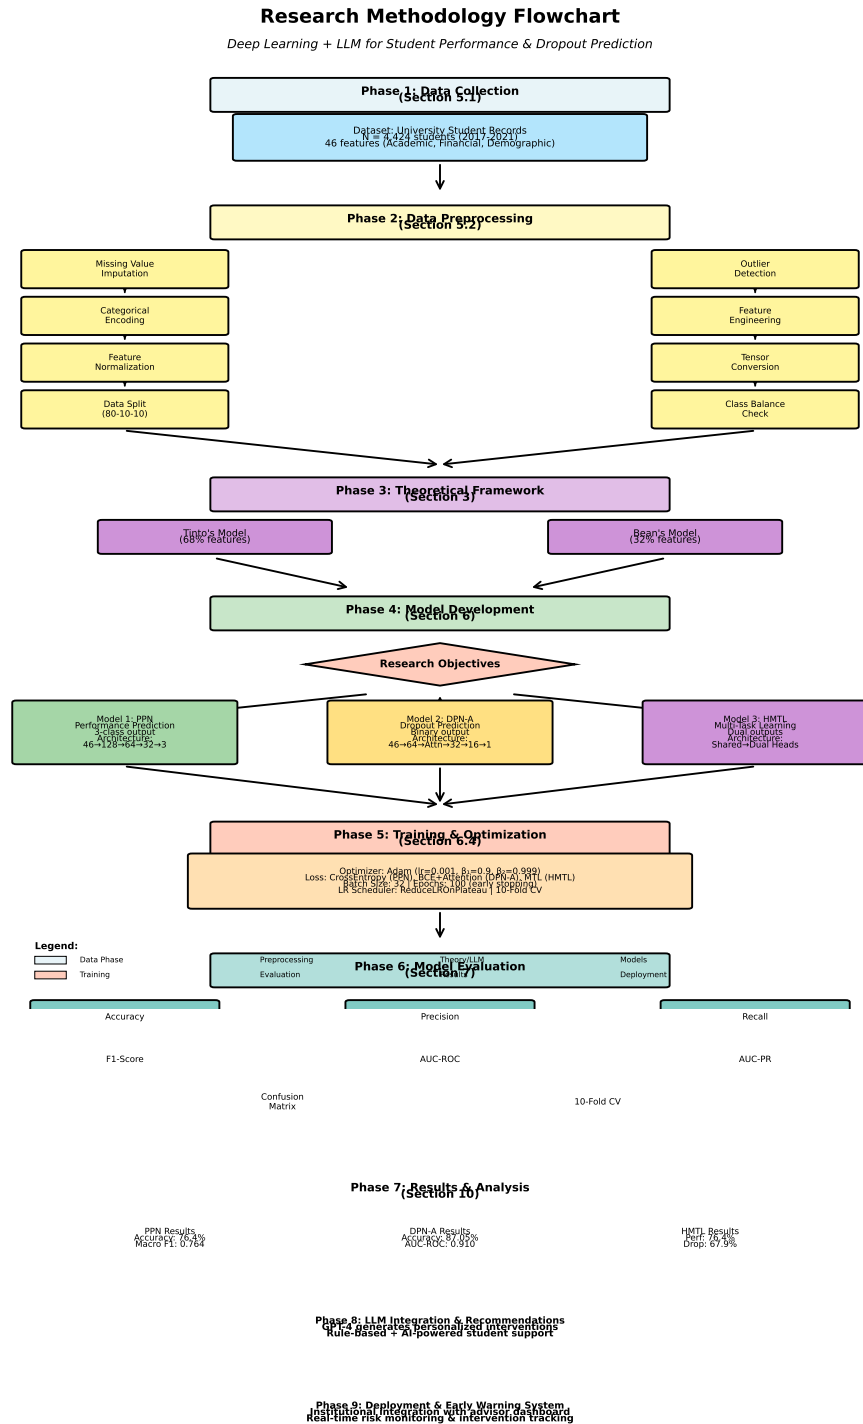 Research Methodology Flowchart
Deep Learning + LLM for Student Performance & Dropout Prediction
Phase 1: Data Collection
(Section 5.1)
Dataset: University Student Records
N = 4,424 students (2017-2021)
46 features (Academic, Financial, Demographic)
Phase 2: Data Preprocessing
(Section 5.2)
Missing Value
Imputation
Outlier
Detection
Categorical
Encoding
Feature
Engineering
Feature
Normalization
Tensor
Conversion
Data Split
(80-10-10)
Class Balance
Check
Phase 3: Theoretical Framework
(Section 3)
Tinto's Model
(68% features)
Bean's Model
(32% features)
Phase 4: Model Development
(Section 6)
Research Objectives
Model 1: PPN
Performance Prediction
3-class output
Architecture:
46→128→64→32→3
Model 2: DPN-A
Dropout Prediction
Binary output
Architecture:
46→64→Attn→32→16→1
Model 3: HMTL
Multi-Task Learning
Dual outputs
Architecture:
Shared→Dual Heads
Phase 5: Training & Optimization
(Section 6.4)
Optimizer: Adam (lr=0.001, β₁=0.9, β₂=0.999)
Loss: CrossEntropy (PPN), BCE+Attention (DPN-A), MTL (HMTL)
Batch Size: 32 | Epochs: 100 (early stopping)
LR Scheduler: ReduceLROnPlateau | 10-Fold CV
Legend:
Data Phase
Preprocessing
Theory/LLM
Models
Training
Evaluation
Results
Deployment
Phase 6: Model Evaluation
(Section 7)
Accuracy
Precision
Recall
F1-Score
AUC-ROC
AUC-PR
Confusion
Matrix
10-Fold CV
Phase 7: Results & Analysis
(Section 10)
PPN Results
Accuracy: 76.4%
Macro F1: 0.764
DPN-A Results
Accuracy: 87.05%
AUC-ROC: 0.910
HMTL Results
Perf: 76.4%
Drop: 67.9%
Phase 8: LLM Integration & Recommendations
GPT-4 generates personalized interventions
Rule-based + AI-powered student support
Phase 9: Deployment & Early Warning System
Institutional integration with advisor dashboard
Real-time risk monitoring & intervention tracking